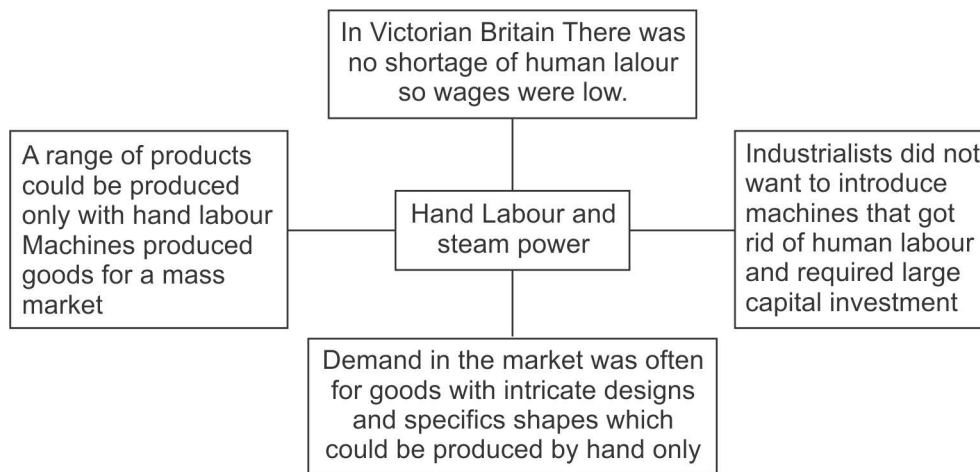 In Victorian Britain There was
no shortage of human lalour
so wages were low.
A range of products
could be produced
only with hand labour
Machines produced
goods for a mass
market
Hand Labour and
steam power
Industrialists did not
want to introduce
machines that got
rid of human labour
and required large
capital investment
Demand in the market was often
for goods with intricate designs
and specifics shapes which
could be produced by hand only